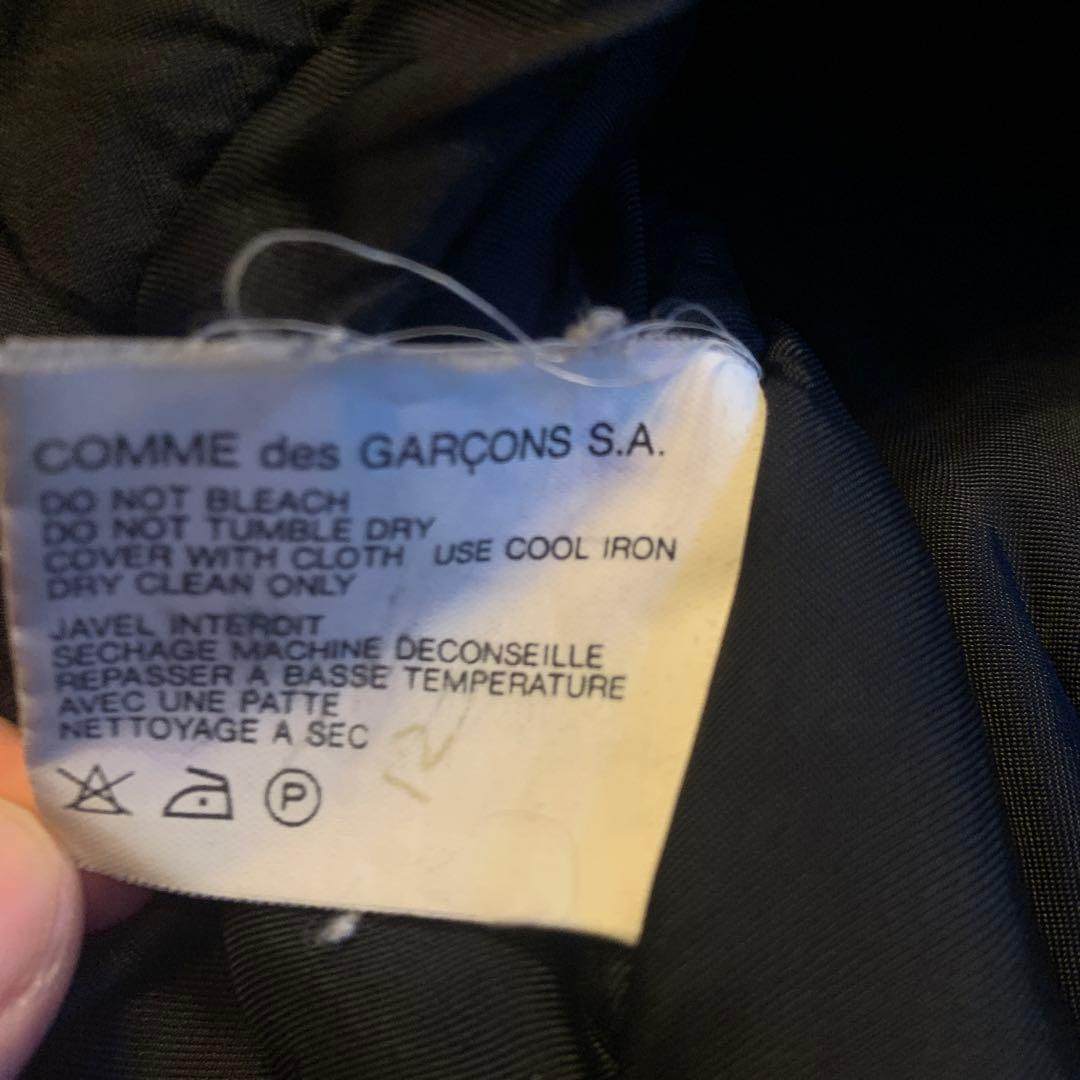 COMME des GARÇONS S.A.
DO NOT BLEACH
DO NOT TUMBLE DRY
COVER WITH CLOTH USE COOL IRON
DRY CLEAN ONLY
JAVEL INTERDIT
SECHAGE MACHINE DECONSEILLE
REPASSER A BASSE TEMPERATURE
AVEC UNE PATTE
NETTOYAGE A SEC
P